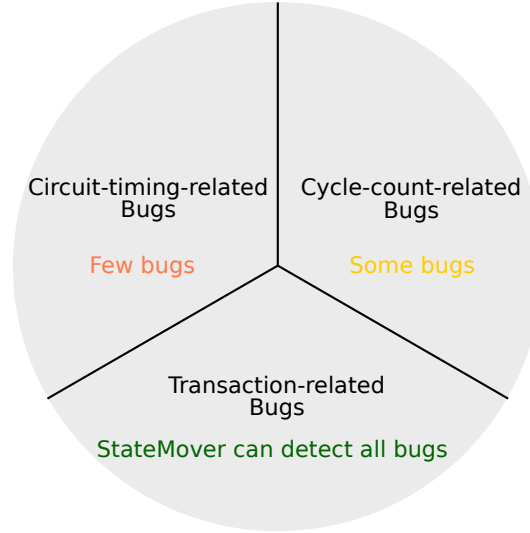 Circuit-timing-related
Bugs
Few bugs
Cycle-count-related
Bugs
Some bugs
Transaction-related
Bugs
StateMover can detect all bugs